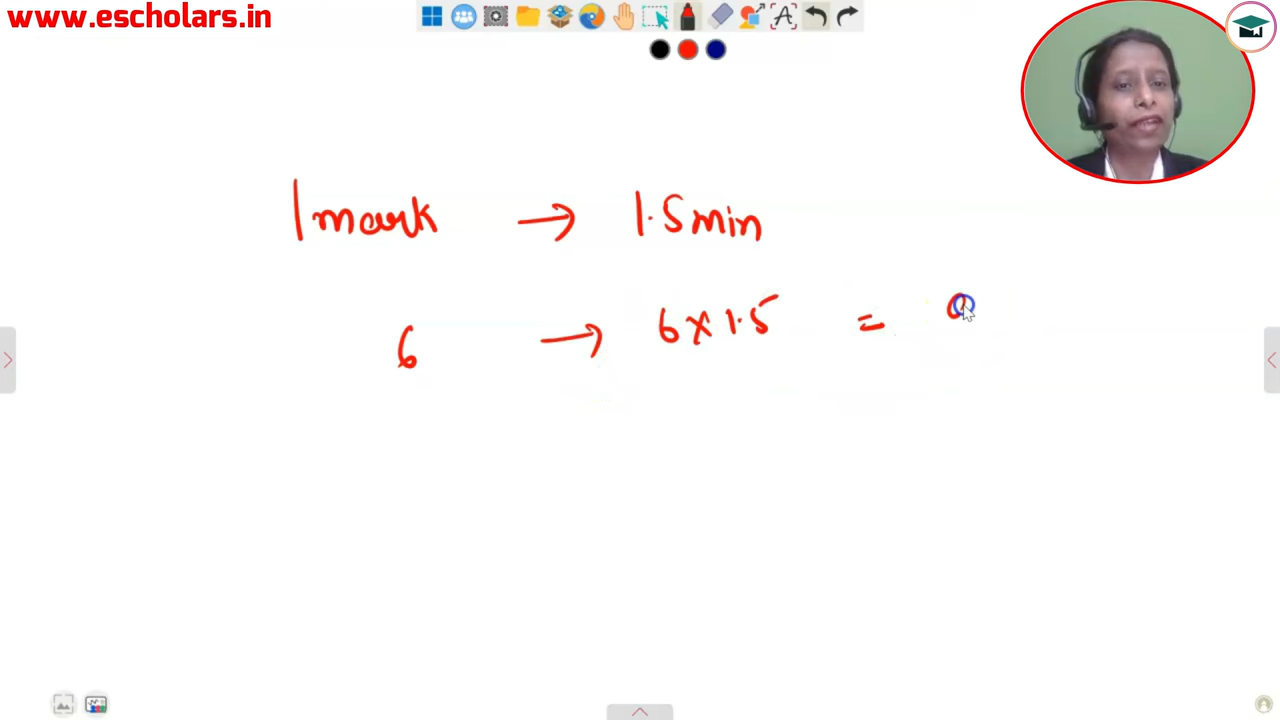 www.escholars.in
1 mark → 1.5 min
6 → 6 x 1.5 =